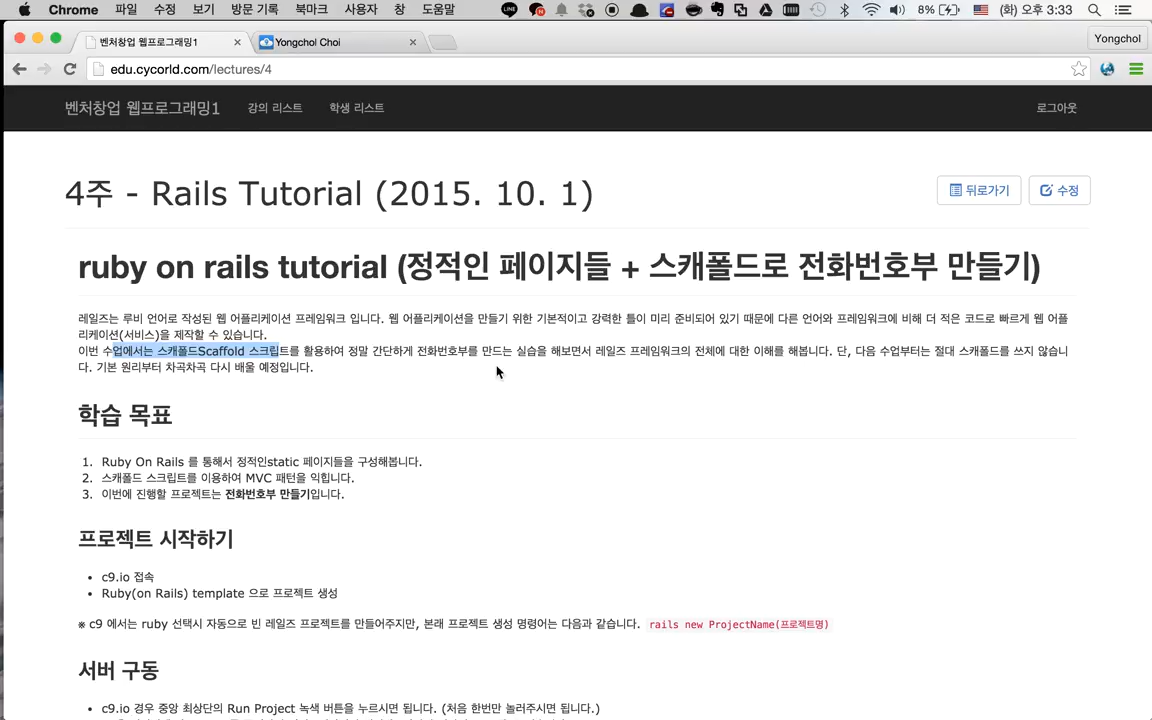 Chrome 파일 수정 보기 방문 기록 북마크 사용자 창 도움말 8% (화) 오후 3:33
벤처창업 웹프로그래밍1 Yongchol Choi Yongchol
edu.cycorld.com/lectures/4
벤처창업 웹프로그래밍1 강의 리스트 학생 리스트 로그아웃
4주 - Rails Tutorial (2015. 10. 1) 뒤로가기 수정
ruby on rails tutorial (정적인 페이지들 + 스캐폴드로 전화번호부 만들기)
레일즈는 루비 언어로 작성된 웹 어플리케이션 프레임워크 입니다. 웹 어플리케이션을 만들기 위한 기본적이고 강력한 틀이 미리 준비되어 있기 때문에 다른 언어와 프레임워크에 비해 더 적은 코드로 빠르게 웹 어플
리케이션(서비스)을 제작할 수 있습니다.
이번 수업에서는 스캐폴드Scaffold 스크립트를 활용하여 정말 간단하게 전화번호부를 만드는 실습을 해보면서 레일즈 프레임워크의 전체에 대한 이해를 해봅니다. 단, 다음 수업부터는 절대 스캐폴드를 쓰지 않습니
다. 기본 원리부터 차곡차곡 다시 배울 예정입니다.
학습 목표
1. Ruby On Rails 를 통해서 정적인static 페이지들을 구성해봅니다.
2. 스캐폴드 스크립트를 이용하여 MVC 패턴을 익힙니다.
3. 이번에 진행할 프로젝트는 전화번호부 만들기입니다.
프로젝트 시작하기
• c9.io 접속
• Ruby(on Rails) template 으로 프로젝트 생성
※ c9 에서는 ruby 선택시 자동으로 빈 레일즈 프로젝트를 만들어주지만, 본래 프로젝트 생성 명령어는 다음과 같습니다. rails new ProjectName(프로젝트명)
서버 구동
• c9.io 경우 중앙 최상단의 Run Project 녹색 버튼을 누르시면 됩니다. (처음 한번만 눌러주시면 됩니다.)